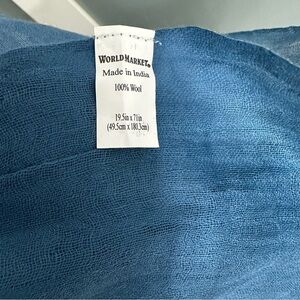 WORLD MARKET®
Made in India
100% Wool
19.5in x 71in
(49.5cm x 180.3cm)